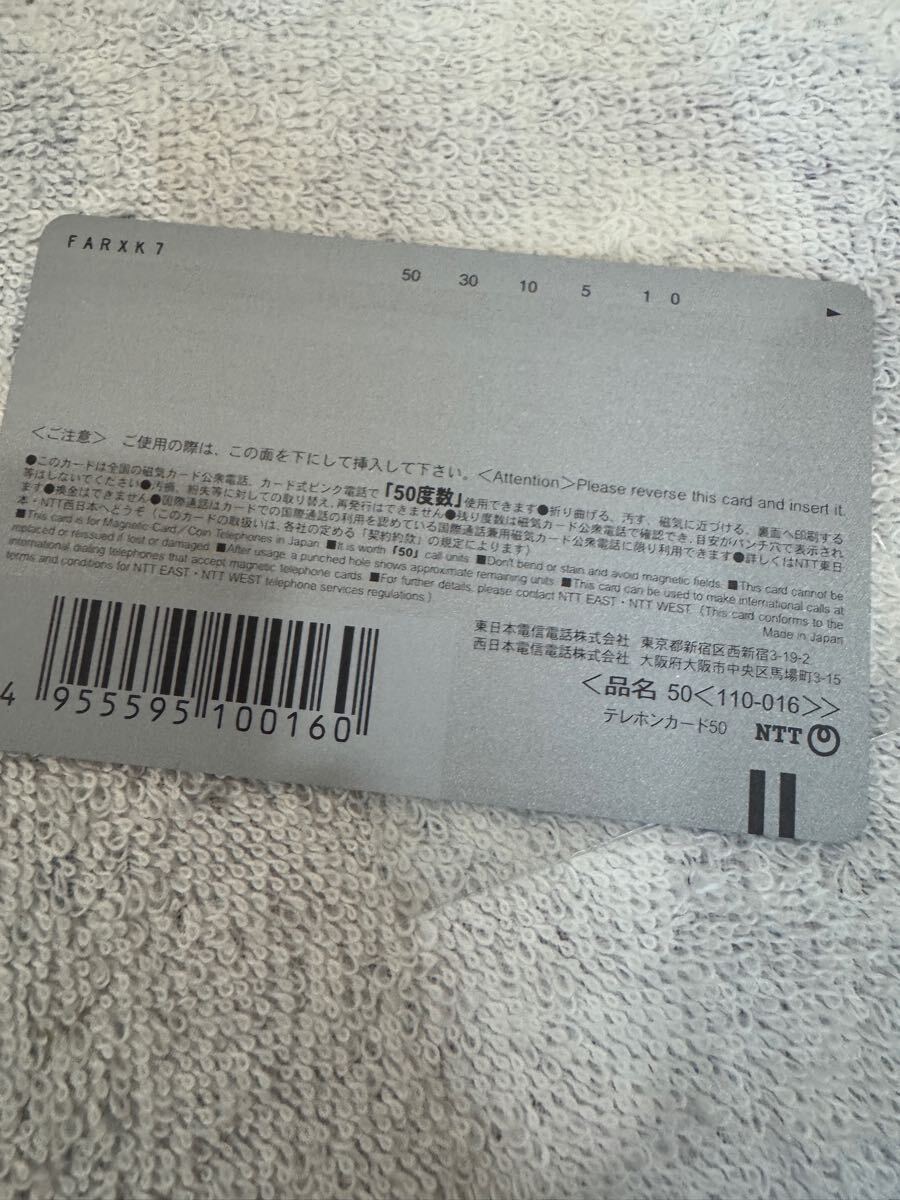 FARXK7
50 30 10 5 1 0
＜ご注意＞ ご使用の際は、この面を下にして挿入して下さい。＜Attention＞Please reverse this card and insert it.
●このカードは全国の磁気カード公衆電話、カード式ピンク電話で「50度数」使用できます●折り曲げる、汚す、磁気に近づける、裏面へ印刷する
等はしないでください●汚損、紛失等に対しての取り替え、再発行はできません●残り度数は磁気カード公衆電話で確認でき、目安がパンチ穴で表示され
ます●換金はできません●国際通話はカードでの国際通話の利用を認めている国際通話兼用磁気カード公衆電話に限り利用できます●詳しくはNTT東日
本・NTT西日本へどうぞ（このカードの取扱いは、各社の定める「契約約款」の規定によります）
■This card is for Magnetic Card／Coin Telephones in Japan ■It is worth「50」call units ■Don't bend or stain and avoid magnetic fields. ■This card cannot be
replaced or reissued if lost or damaged ■After usage, a punched hole shows approximate remaining units ■This card can be used to make international calls at
international dialing telephones that accept magnetic telephone cards. ■For further details, please contact NTT EAST・NTT WEST（This card conforms to the
terms and conditions for NTT EAST・NTT WEST telephone services regulations.）
Made in Japan
東日本電信電話株式会社 東京都新宿区西新宿3-19-2
西日本電信電話株式会社 大阪府大阪市中央区馬場町3-15
＜品名 50＜110-016＞＞
テレホンカード50 NTT
4 955595 100160